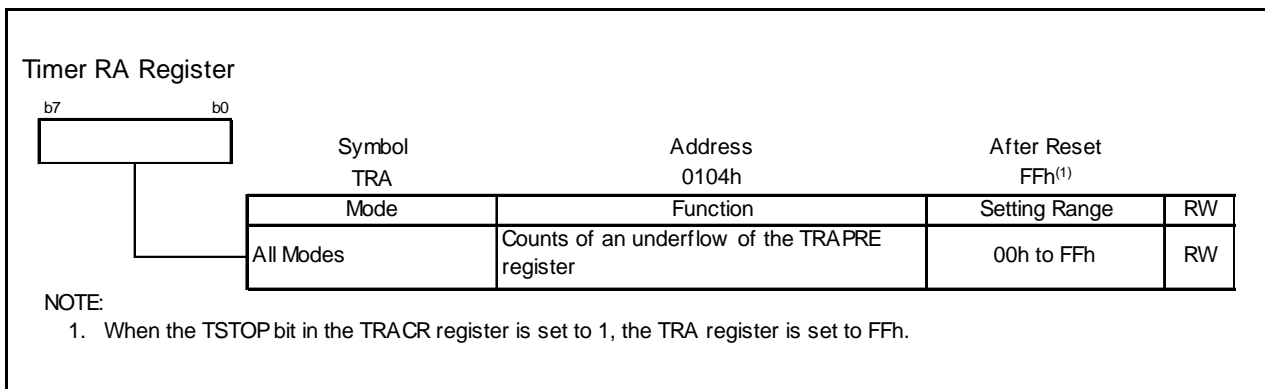 Timer RA Register
b7 b0
Symbol Address After Reset
TRA 0104h FFh(1)
Mode Function Setting Range RW
All Modes Counts of an underflow of the TRAPRE register 00h to FFh RW
NOTE:
1. When the TSTOP bit in the TRACR register is set to 1, the TRA register is set to FFh.